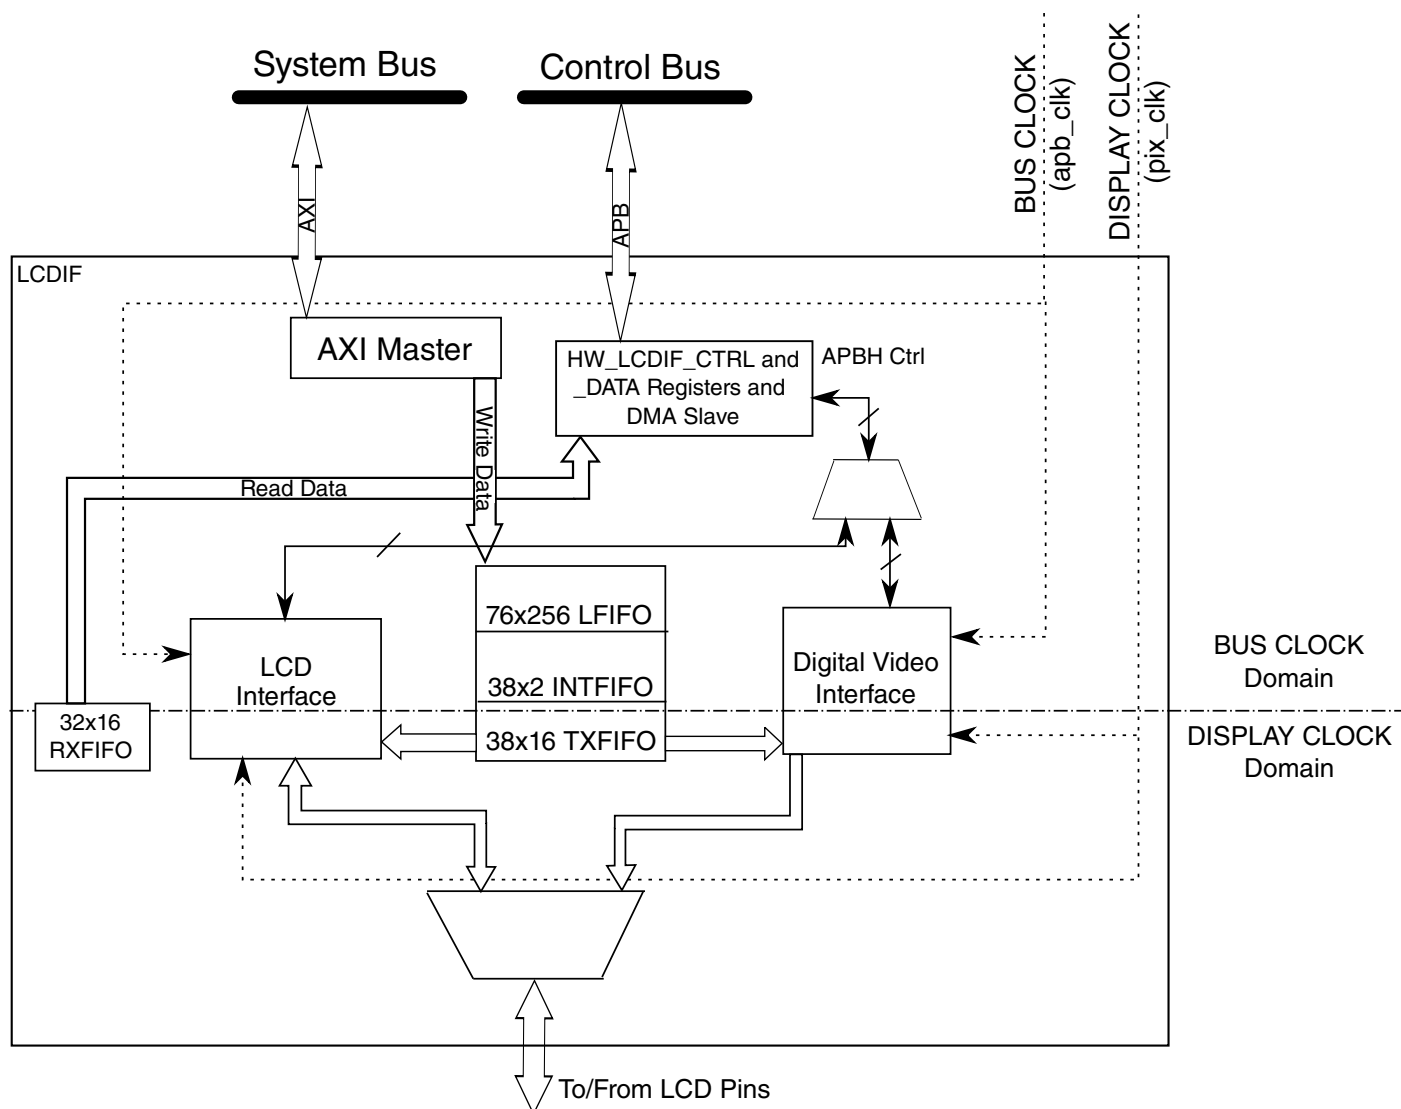 System Bus
Control Bus
BUS CLOCK
(apb_clk)
DISPLAY CLOCK
(pix_clk)
AXI
APB
LCDIF
AXI Master
HW_LCDIF_CTRL and
_DATA Registers and
DMA Slave
APBH Ctrl
Write Data
Read Data
76x256 LFIFO
38x2 INTFIFO
38x16 TXFIFO
LCD
Interface
Digital Video
Interface
32x16
RXFIFO
BUS CLOCK
Domain
DISPLAY CLOCK
Domain
To/From LCD Pins